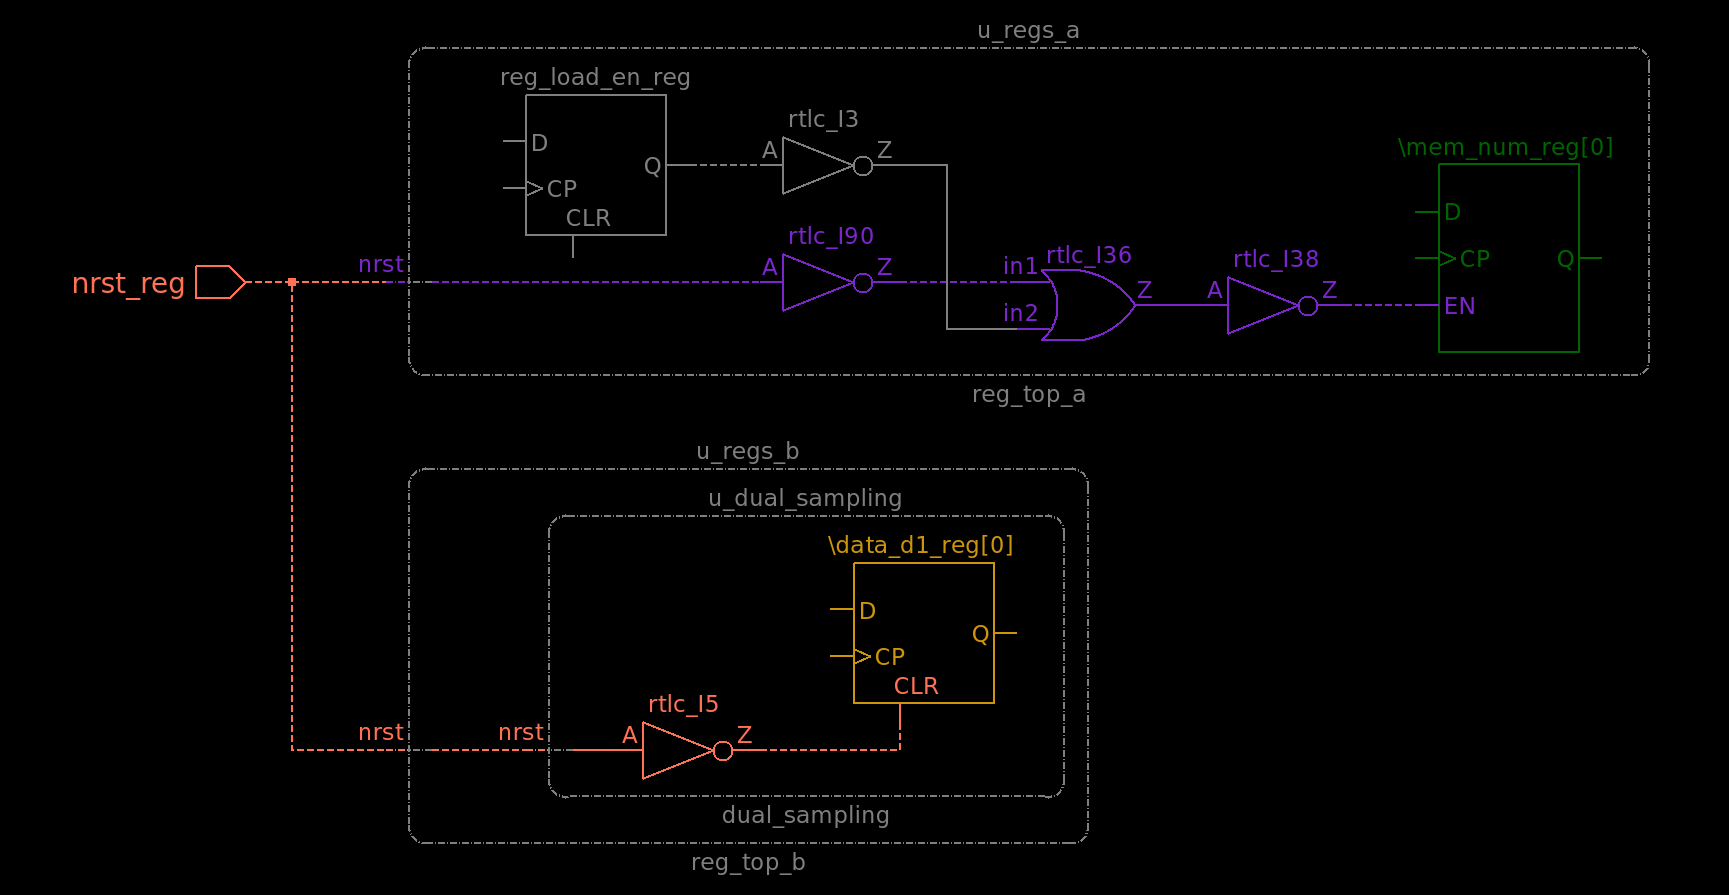 u_regs_a
reg_load_en_reg
D
CP
CLR
Q
rtlc_I3
A
Z
nrst_reg
nrst
rtlc_I90
A
Z
in1
in2
rtlc_I36
Z
rtlc_I38
A
Z
\mem_num_reg[0]
D
CP
EN
Q
reg_top_a
u_regs_b
u_dual_sampling
\data_d1_reg[0]
D
CP
CLR
Q
nrst
nrst
rtlc_I5
A
Z
dual_sampling
reg_top_b